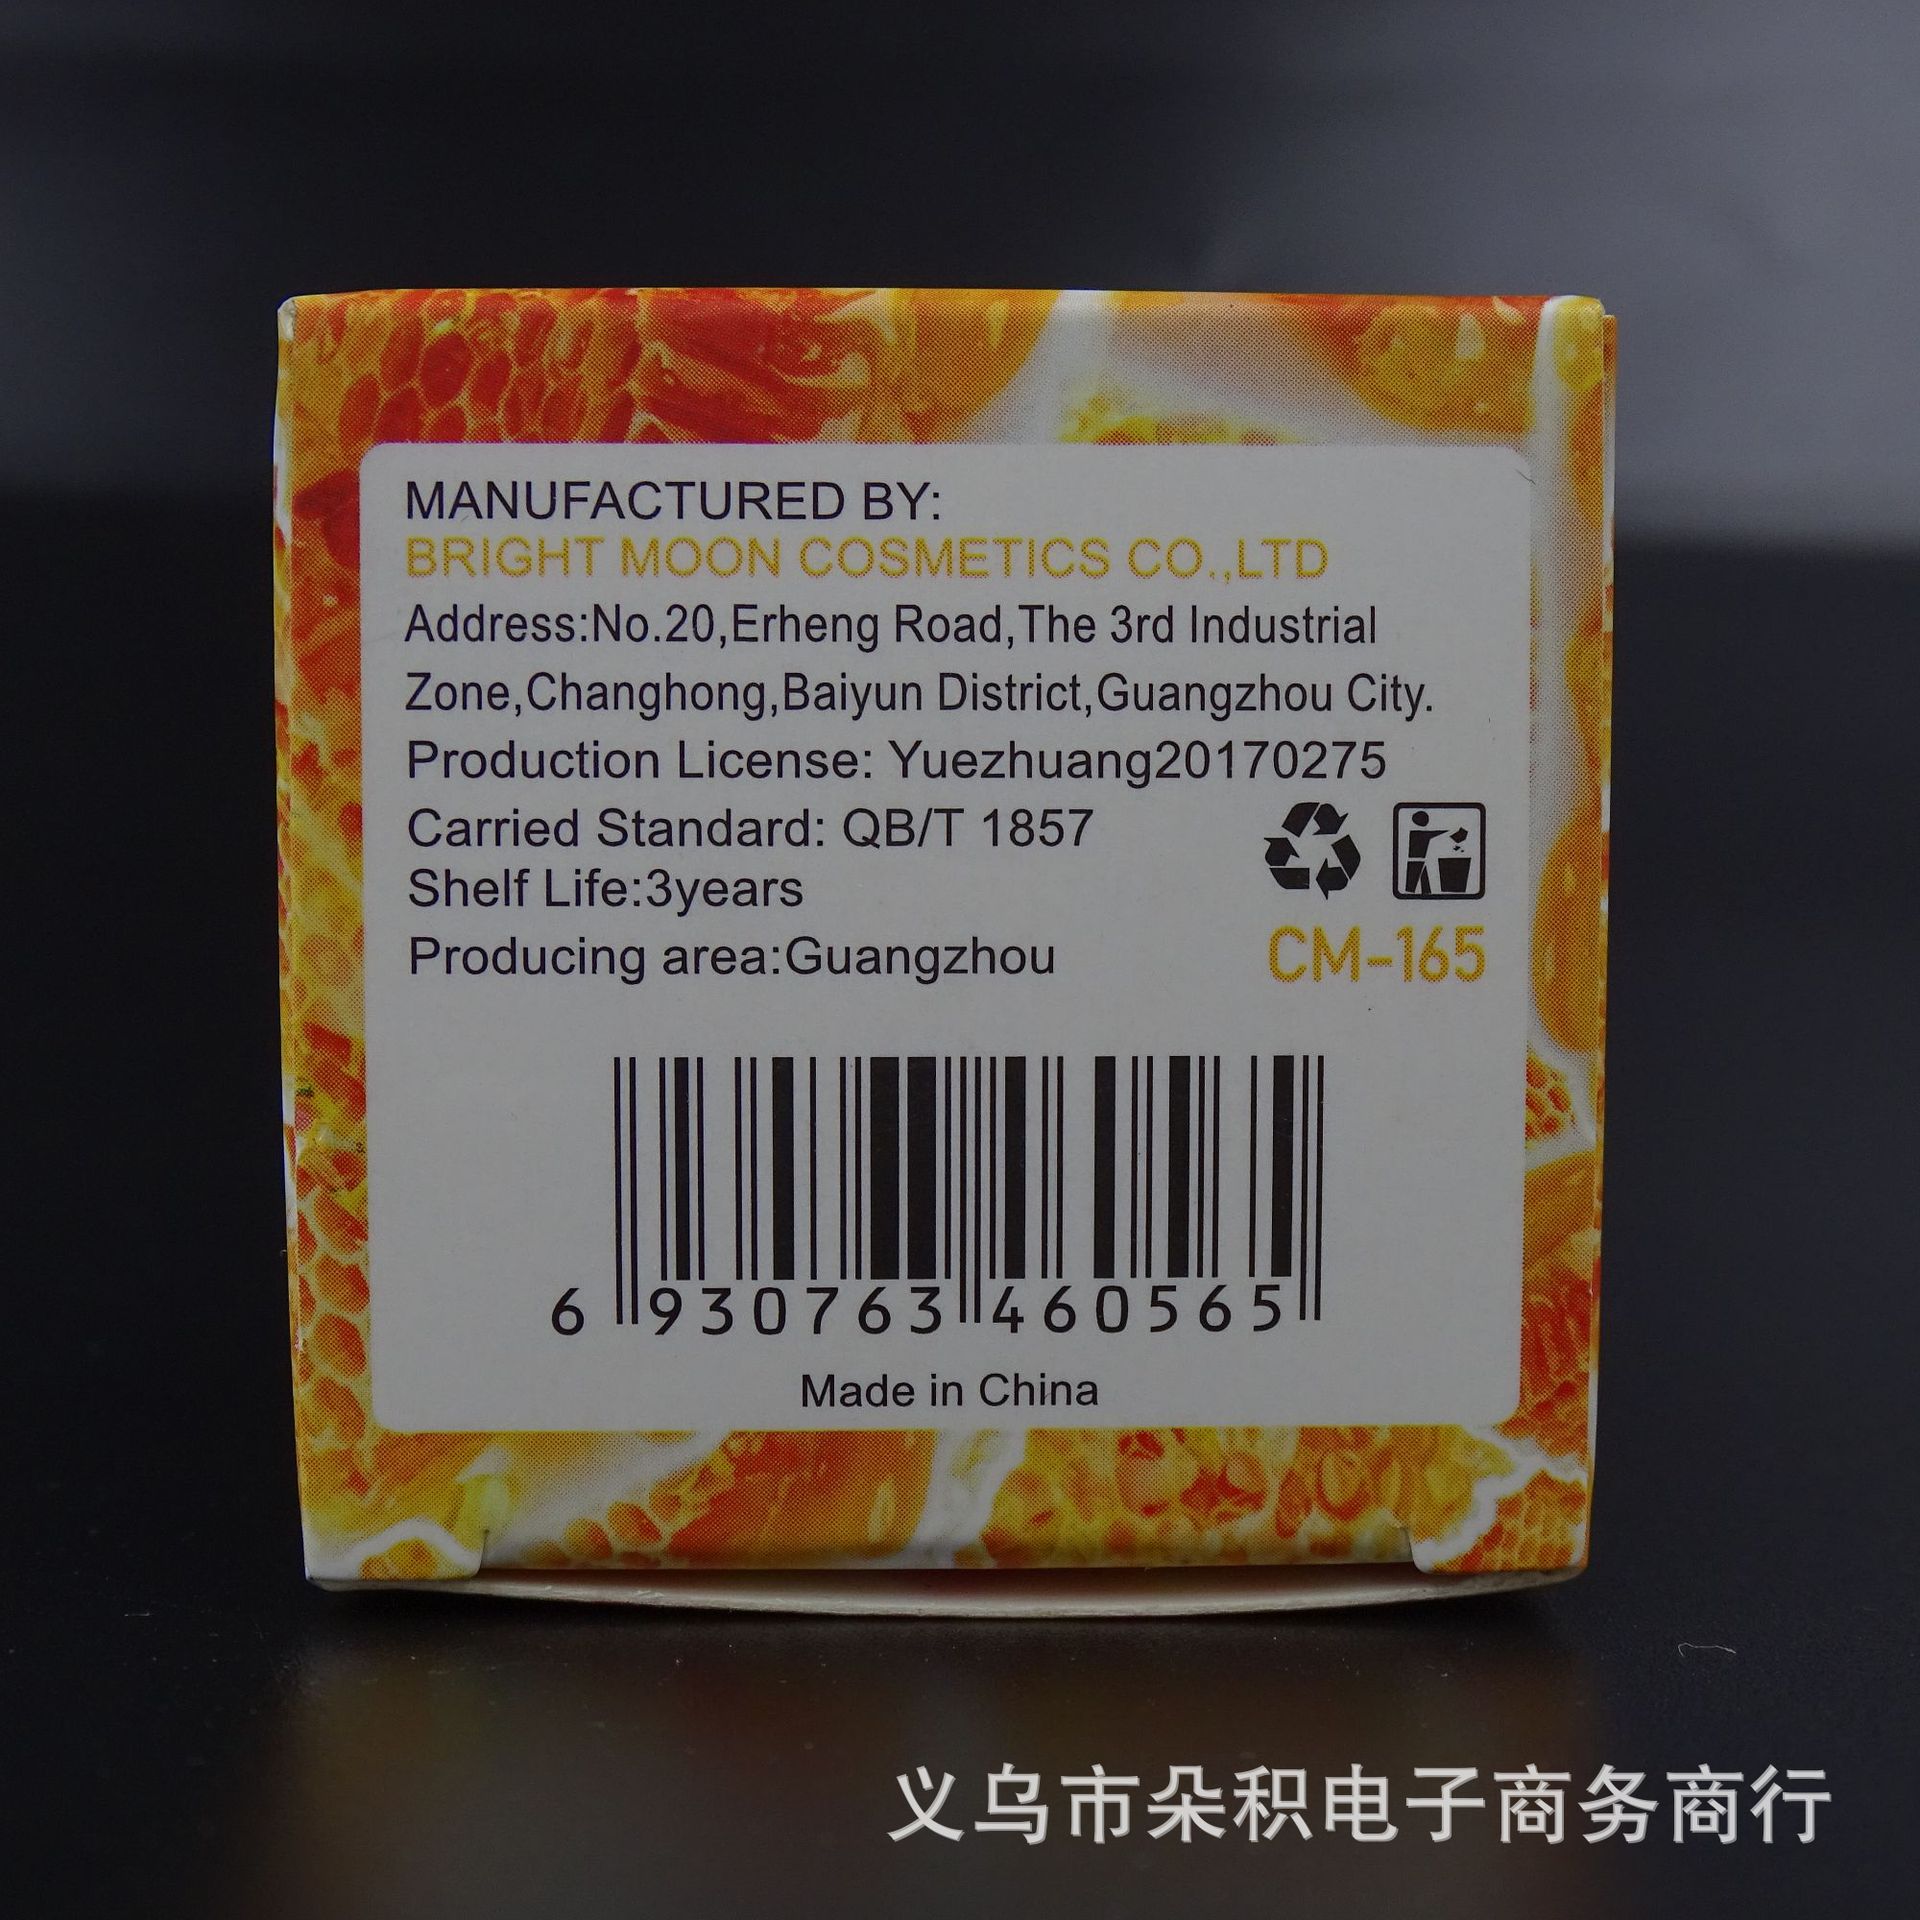 MANUFACTURED BY:
BRIGHT MOON COSMETICS CO.,LTD
Address:No.20,Erheng Road,The 3rd Industrial
Zone,Changhong,Baiyun District,Guangzhou City.
Production License: Yuezhuang20170275
Carried Standard: QB/T 1857
Shelf Life:3years
Producing area:Guangzhou
CM-165
6 930763 460565
Made in China
义乌市朵积电子商务商行